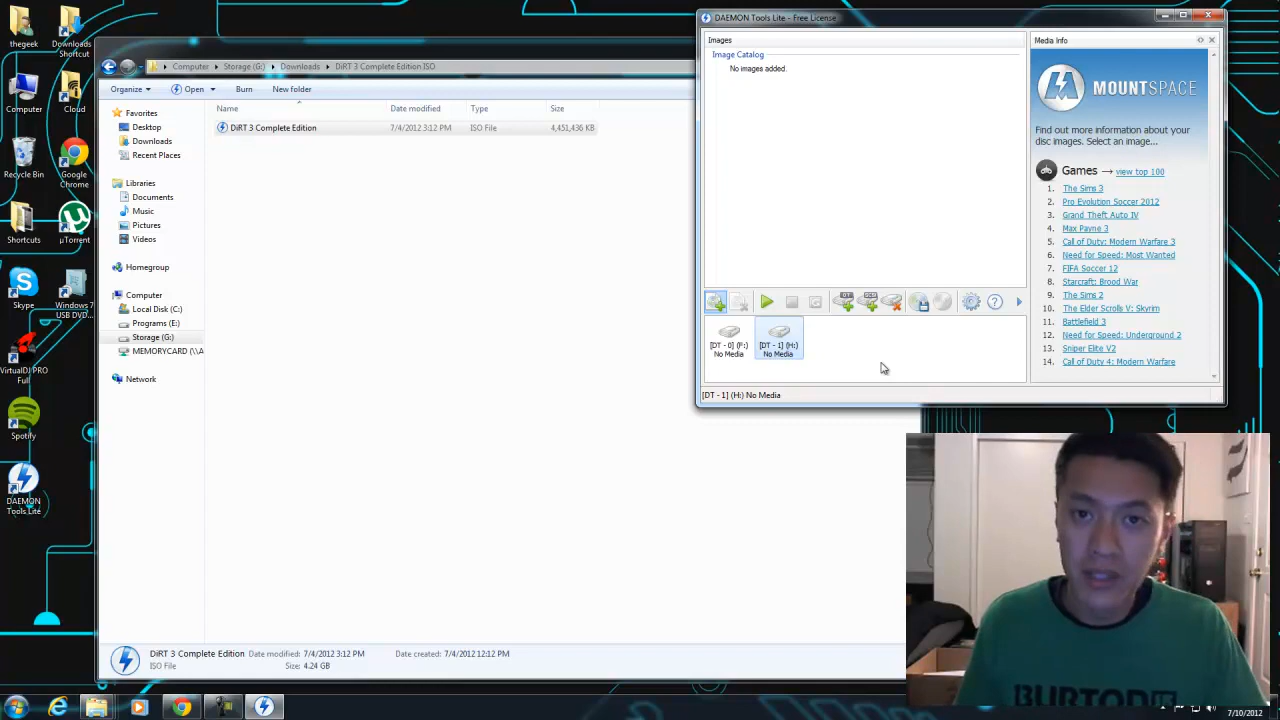 DAEMON Tools Lite - Free License
Images
Image Catalog
No images added.
[DT - 0] (F:)
No Media
[DT - 1] (H:)
No Media
[DT - 1] (H:) No Media
Media Info
MOUNTSPACE
Find out more information about your
disc images. Select an image...
Games → view top 100
1. The Sims 3
2. Pro Evolution Soccer 2012
3. Grand Theft Auto IV
4. Max Payne 3
5. Call of Duty: Modern Warfare 3
6. Need for Speed: Most Wanted
7. FIFA Soccer 12
8. Starcraft: Brood War
9. The Sims 2
10. The Elder Scrolls V: Skyrim
11. Battlefield 3
12. Need for Speed: Underground 2
13. Sniper Elite V2
14. Call of Duty 4: Modern Warfare
Computer ▸ Storage (G:) ▸ Downloads ▸ DiRT 3 Complete Edition ISO
Organize Open Burn New folder
Name Date modified Type Size
DiRT 3 Complete Edition 7/4/2012 3:12 PM ISO File 4,451,436 KB
Favorites
Desktop
Downloads
Recent Places
Libraries
Documents
Music
Pictures
Videos
Homegroup
Computer
Local Disk (C:)
Programs (E:)
Storage (G:)
MEMORYCARD (\\A
Network
DiRT 3 Complete Edition Date modified: 7/4/2012 3:12 PM Date created: 7/4/2012 12:12 PM
ISO File Size: 4.24 GB
thegeek
Downloads
Shortcut
Computer
Cloud
Recycle Bin
Google
Chrome
Shortcuts
µTorrent
Skype
Windows 7
USB DVD...
VirtualDJ PRO
Full
Spotify
DAEMON
Tools Lite
BURTON
7/10/2012